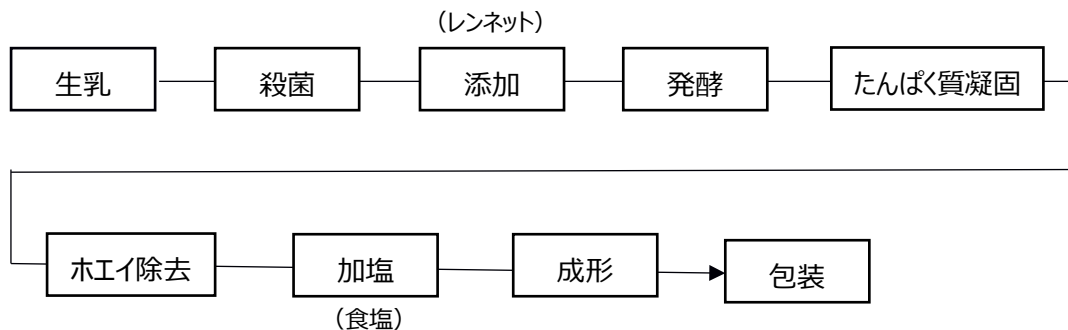 (レンネット)
生乳
殺菌
添加
発酵
たんぱく質凝固
ホエイ除去
加塩
成形
包装
(食塩)